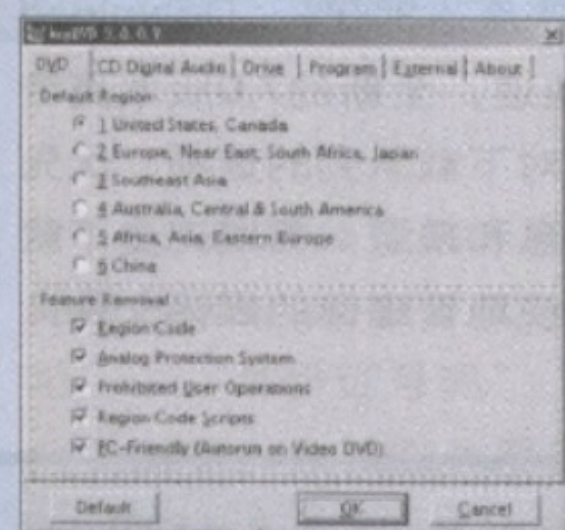 DVD
CD Digital Audio
Drive
Program
External
About
Default Region
1 United States, Canada
2 Europe, Near East, South Africa, Japan
3 Southeast Asia
4 Australia, Central & South America
5 Africa, Asia, Eastern Europe
6 China
Feature Removal
Region Code
Analog Protection System
Prohibited User Operations
Region Code Scripts
PC-Friendly (Autorun on Video DVD)
Default
OK
Cancel